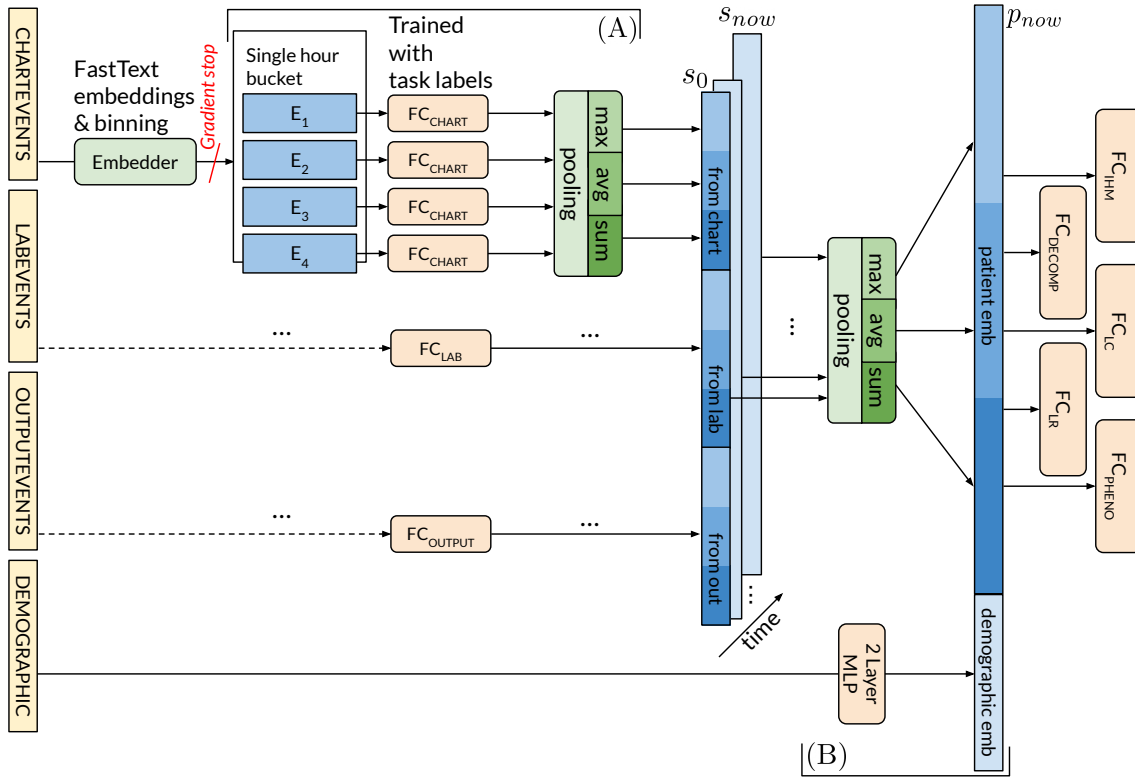 CHARTEVENTS
LABEVENTS
OUTPUTEVENTS
DEMOGRAPHIC
FastText
embeddings
& binning
Embedder
Gradient stop
(A)
Single hour
bucket
E1
E2
E3
E4
Trained
with
task labels
FCCHART
FCCHART
FCCHART
FCCHART
pooling
max
avg
sum
...
FCLAB
...
...
FCOUTPUT
...
s0
snow
from chart
from lab
from out
...
time
...
pooling
max
avg
sum
2 Layer
MLP
pnow
patient emb
demographic emb
(B)
FCIHM
FCDECOMP
FCLC
FCLR
FCPHENO